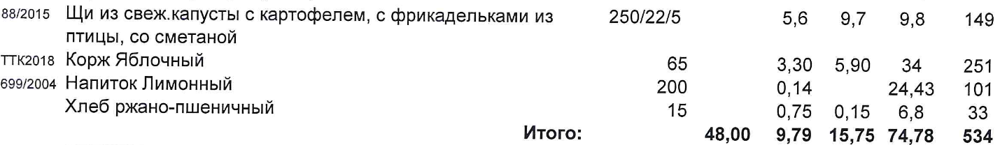 88/2015 Щи из свеж.капусты с картофелем, с фрикадельками из 250/22/5 5,6 9,7 9,8 149
птицы, со сметаной
ТТК2018 Корж Яблочный 65 3,30 5,90 34 251
699/2004 Напиток Лимонный 200 0,14 24,43 101
Хлеб ржано-пшеничный 15 0,75 0,15 6,8 33
Итого: 48,00 9,79 15,75 74,78 534